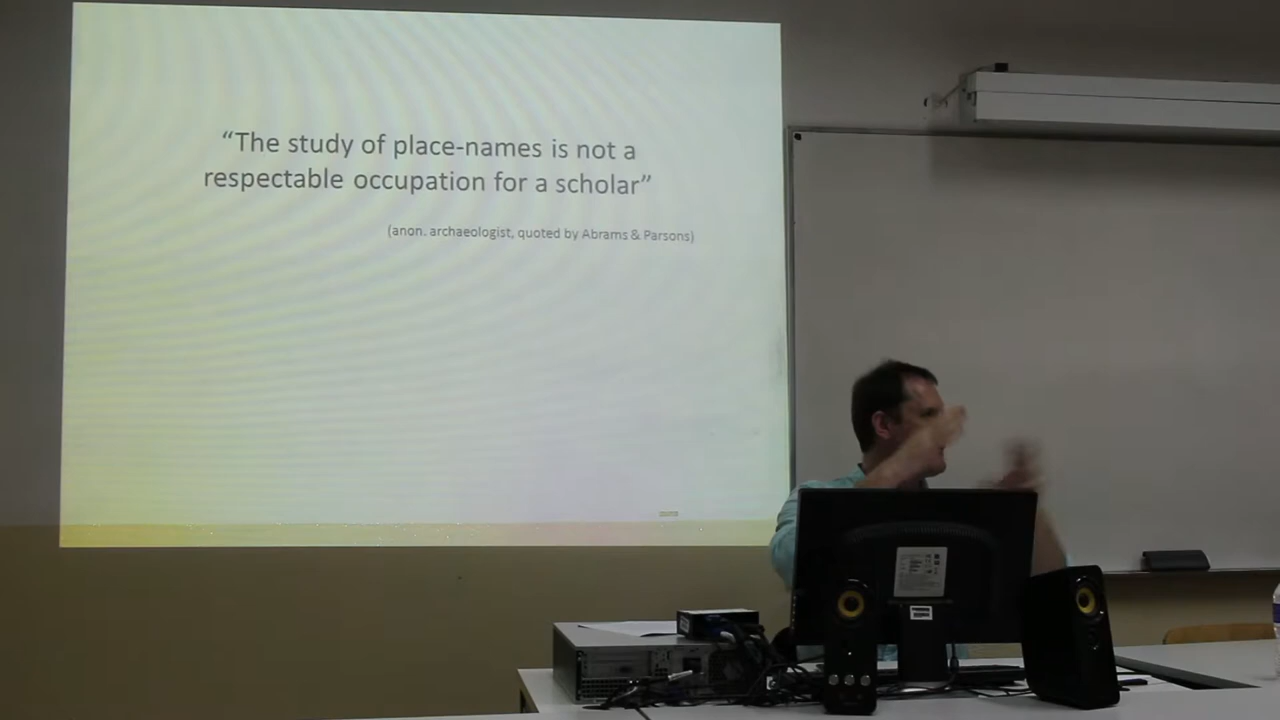 “The study of place-names is not a
respectable occupation for a scholar”
(anon. archaeologist, quoted by Abrams & Parsons)